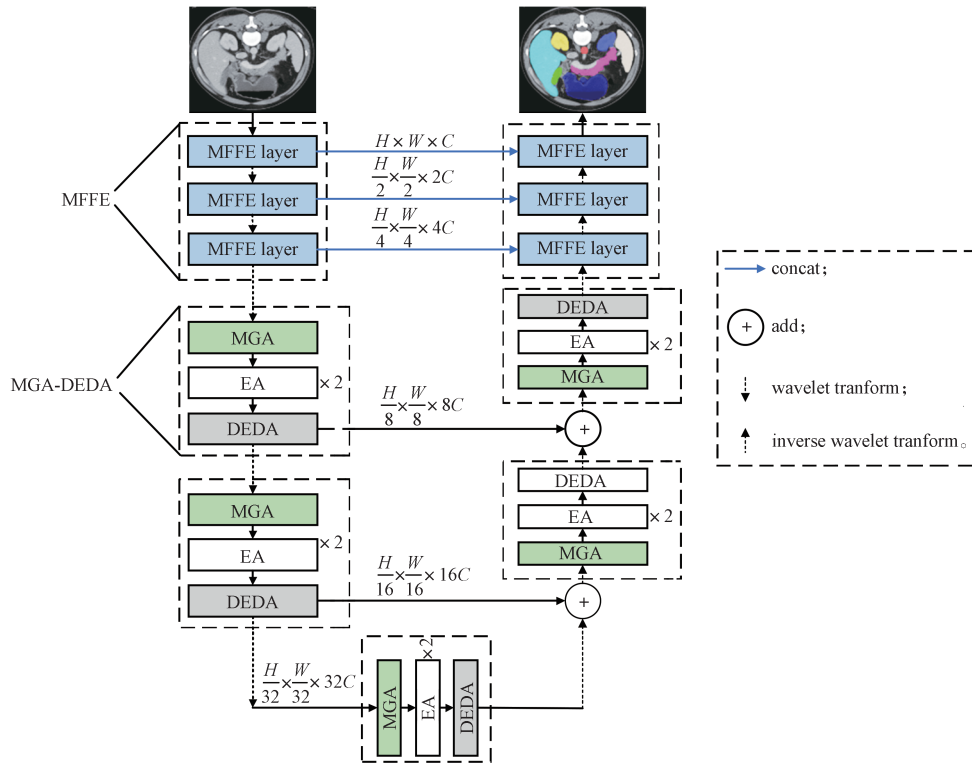 MFFE
MFFE layer
MFFE layer
MFFE layer
H × W × C
H/2 × W/2 × 2C
H/4 × W/4 × 4C
MFFE layer
MFFE layer
MFFE layer
MGA-DEDA
MGA
EA
×2
DEDA
H/8 × W/8 × 8C
DEDA
EA
×2
MGA
+
MGA
EA
×2
DEDA
H/16 × W/16 × 16C
DEDA
EA
×2
MGA
+
H/32 × W/32 × 32C
MGA
EA
×2
DEDA
concat；
+ add；
wavelet tranform；
inverse wavelet tranform。